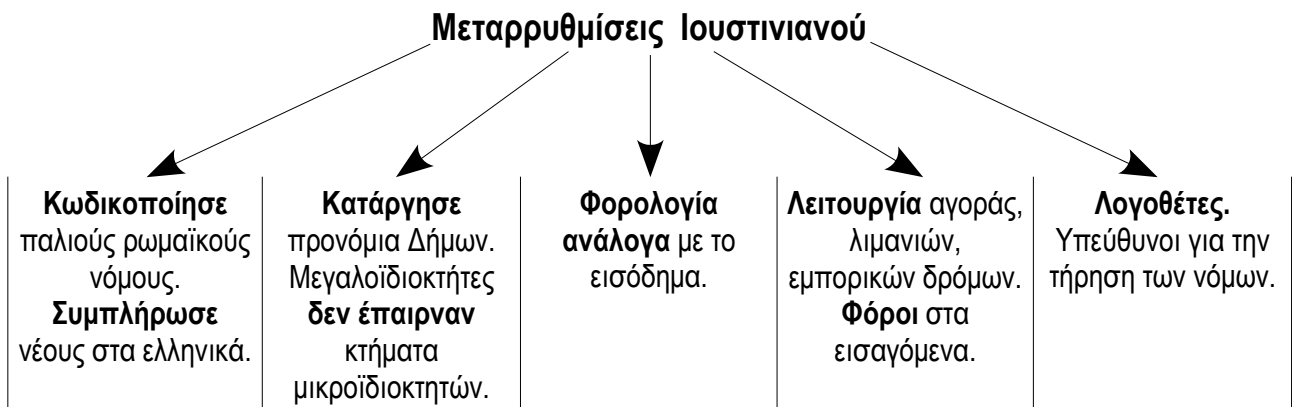 Μεταρρυθμίσεις Ιουστινιανού
Κωδικοποίησε
παλιούς ρωμαϊκούς
νόμους.
Συμπλήρωσε
νέους στα ελληνικά.
Κατάργησε
προνόμια Δήμων.
Μεγαλοϊδιοκτήτες
δεν έπαιρναν
κτήματα
μικροϊδιοκτητών.
Φορολογία
ανάλογα με το
εισόδημα.
Λειτουργία αγοράς,
λιμανιών,
εμπορικών δρόμων.
Φόροι στα
εισαγόμενα.
Λογοθέτες.
Υπεύθυνοι για την
τήρηση των νόμων.